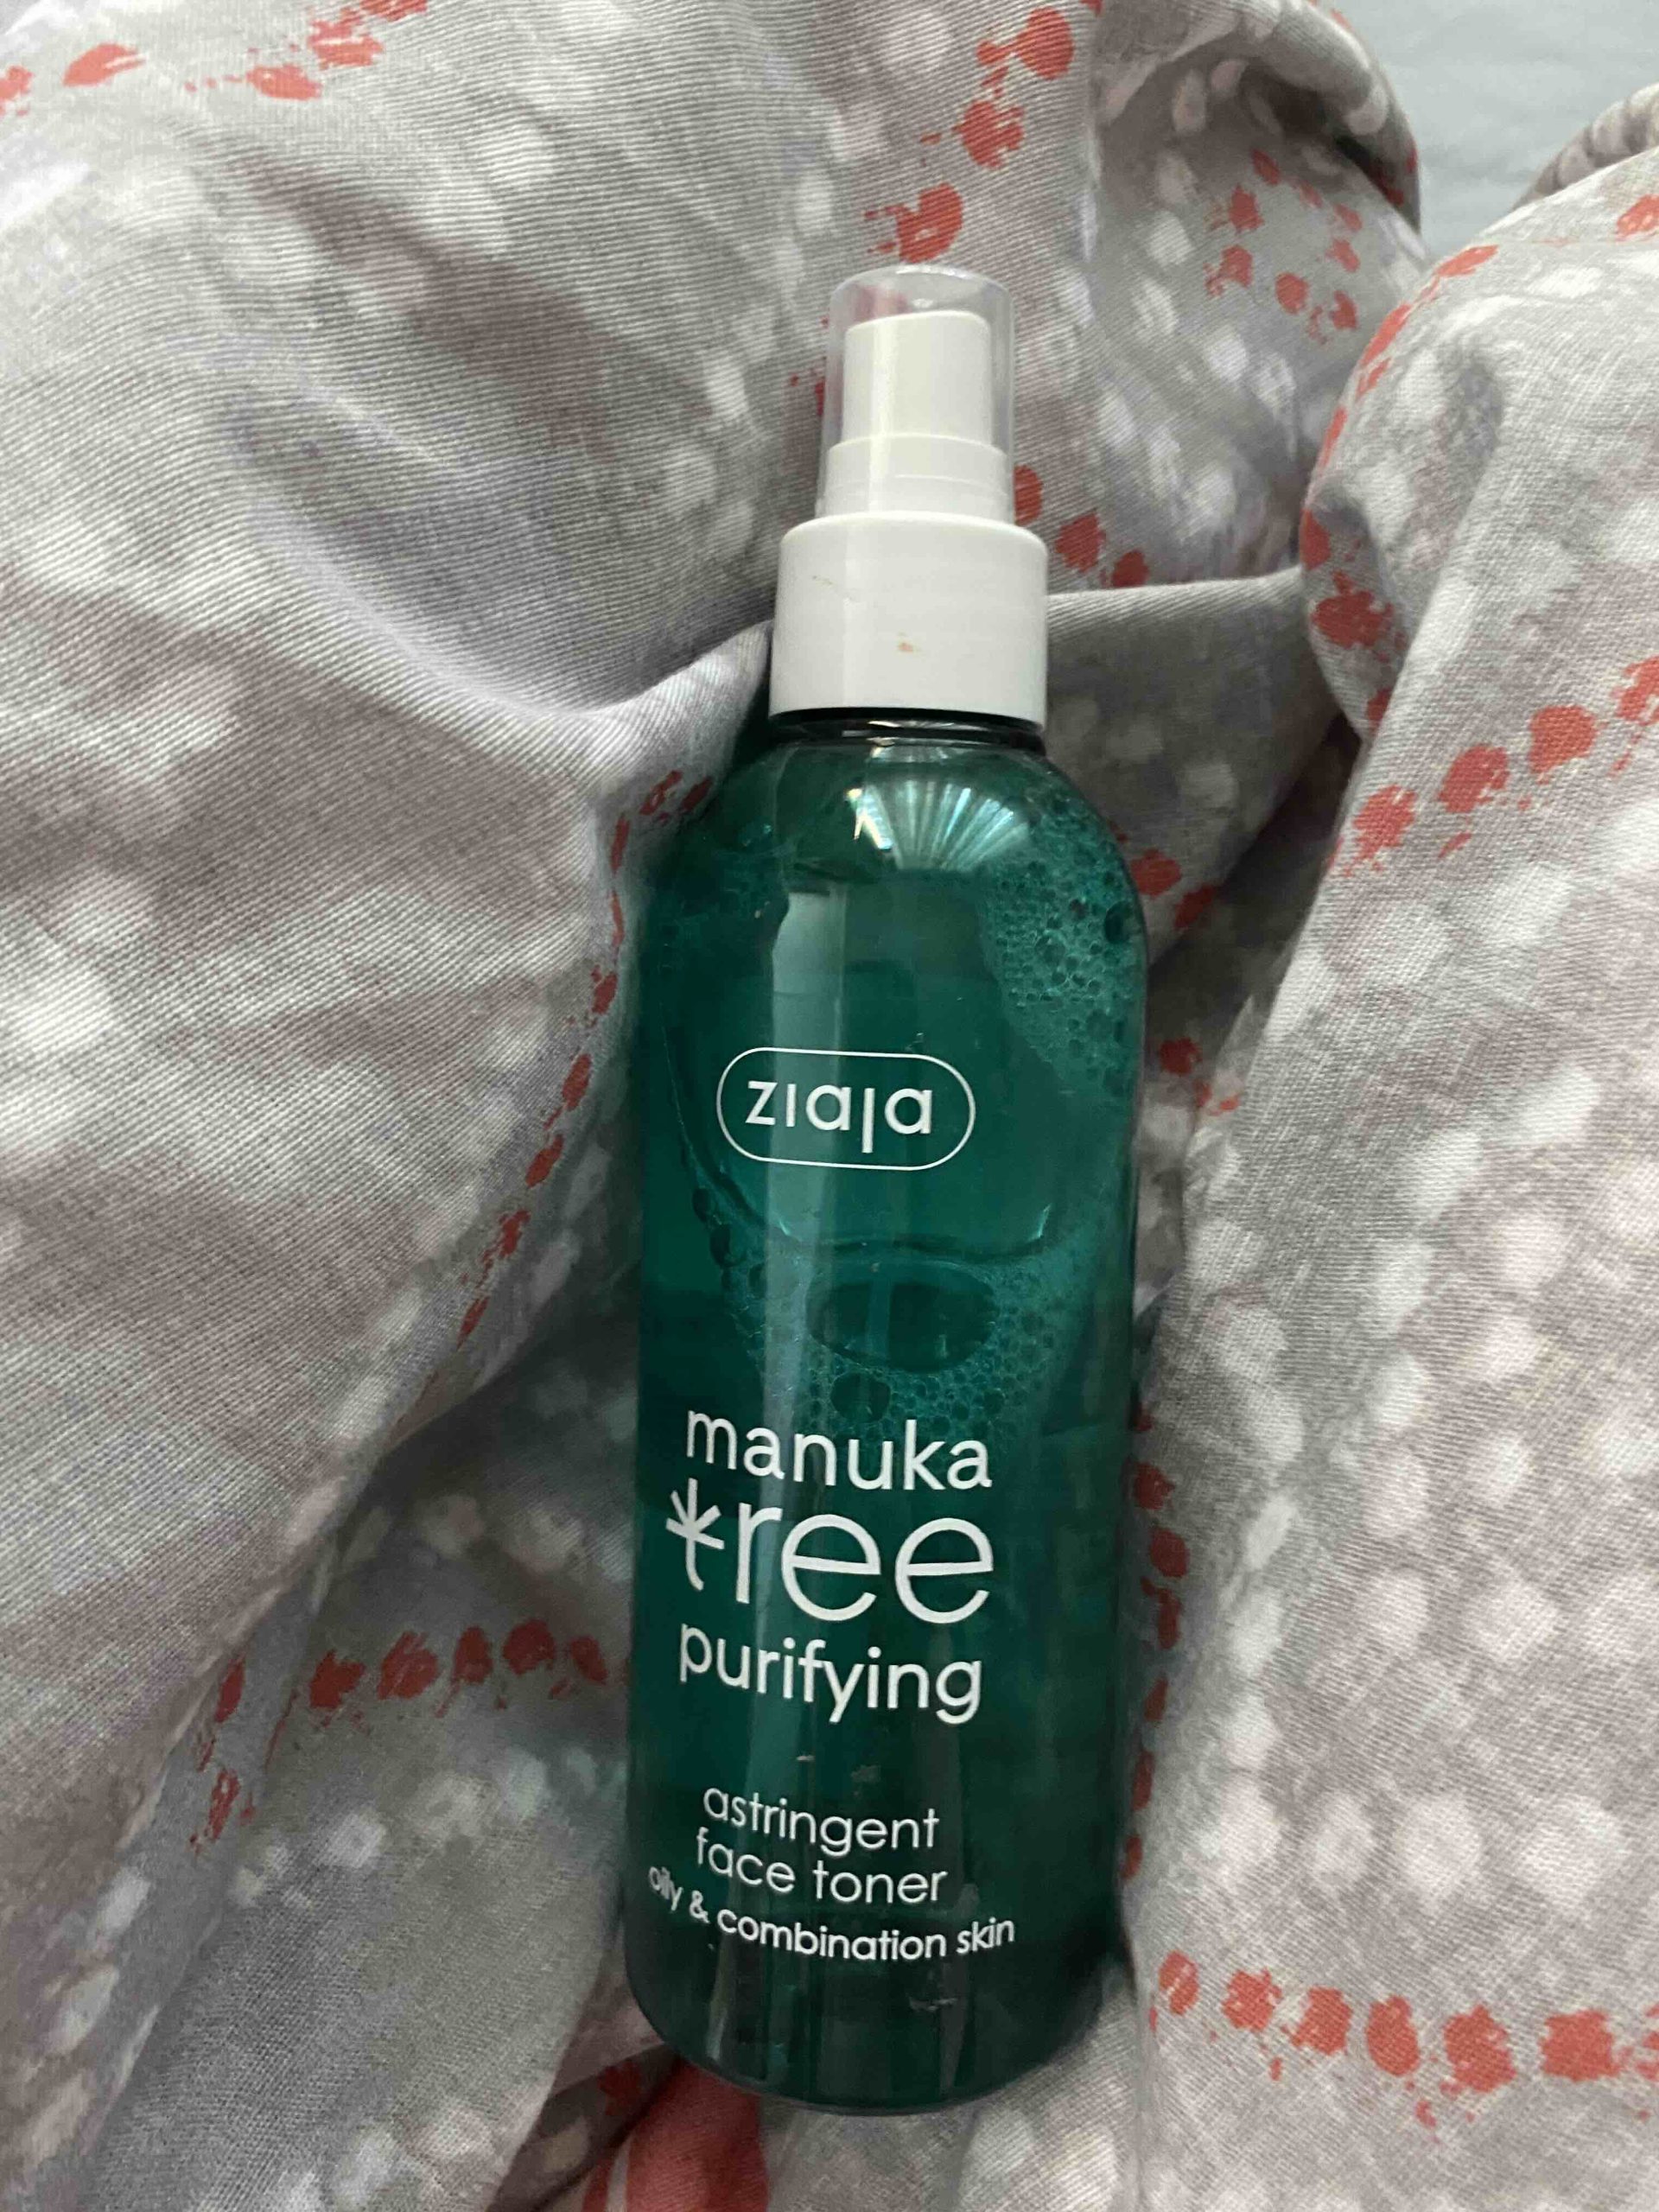 ziaja
manuka
tree
purifying
astringent
face toner
oily & combination skin